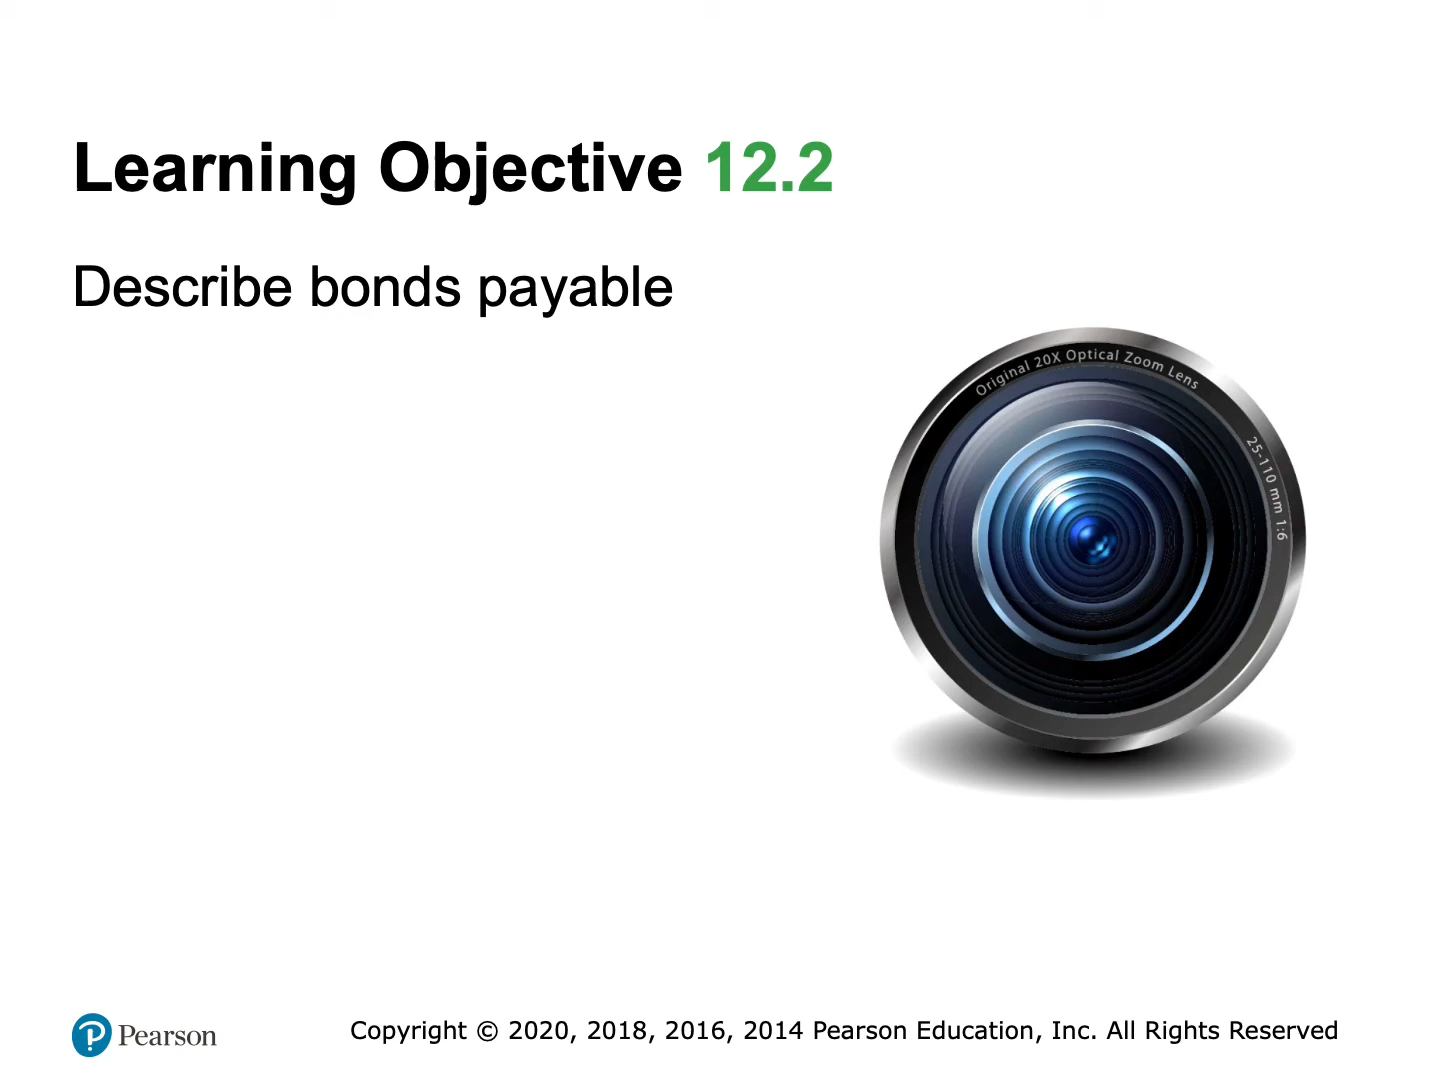 Learning Objective 12.2
Describe bonds payable
Original 20X Optical Zoom Lens
25-110 mm 1:6
Pearson
Copyright © 2020, 2018, 2016, 2014 Pearson Education, Inc. All Rights Reserved